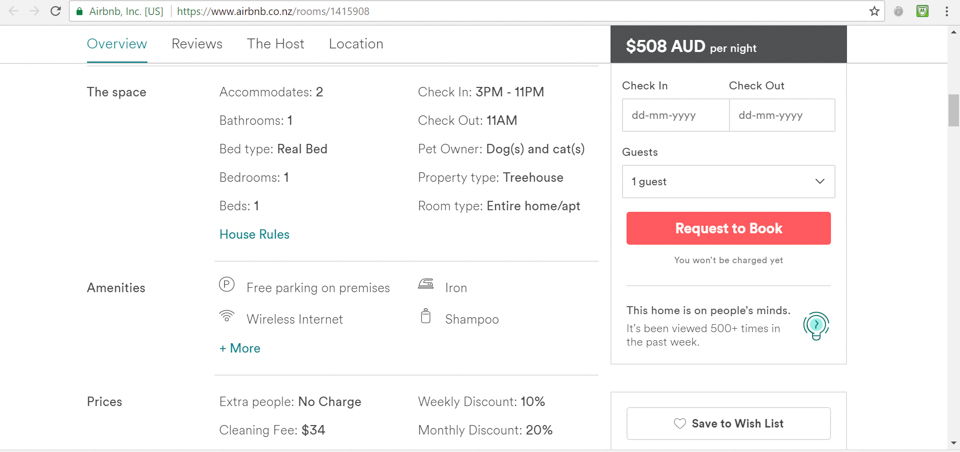 Airbnb, Inc. [US] https://www.airbnb.co.nz/rooms/1415908
Overview Reviews The Host Location
$508 AUD per night
The space
Accommodates: 2
Check In: 3PM - 11PM
Bathrooms: 1
Check Out: 11AM
Bed type: Real Bed
Pet Owner: Dog(s) and cat(s)
Bedrooms: 1
Property type: Treehouse
Beds: 1
Room type: Entire home/apt
House Rules
Check In Check Out
dd-mm-yyyy dd-mm-yyyy
Guests
1 guest
Request to Book
You won't be charged yet
This home is on people's minds.
It's been viewed 500+ times in
the past week.
Amenities
P Free parking on premises
Iron
Wireless Internet
Shampoo
+ More
Prices
Extra people: No Charge
Weekly Discount: 10%
Cleaning Fee: $34
Monthly Discount: 20%
Save to Wish List